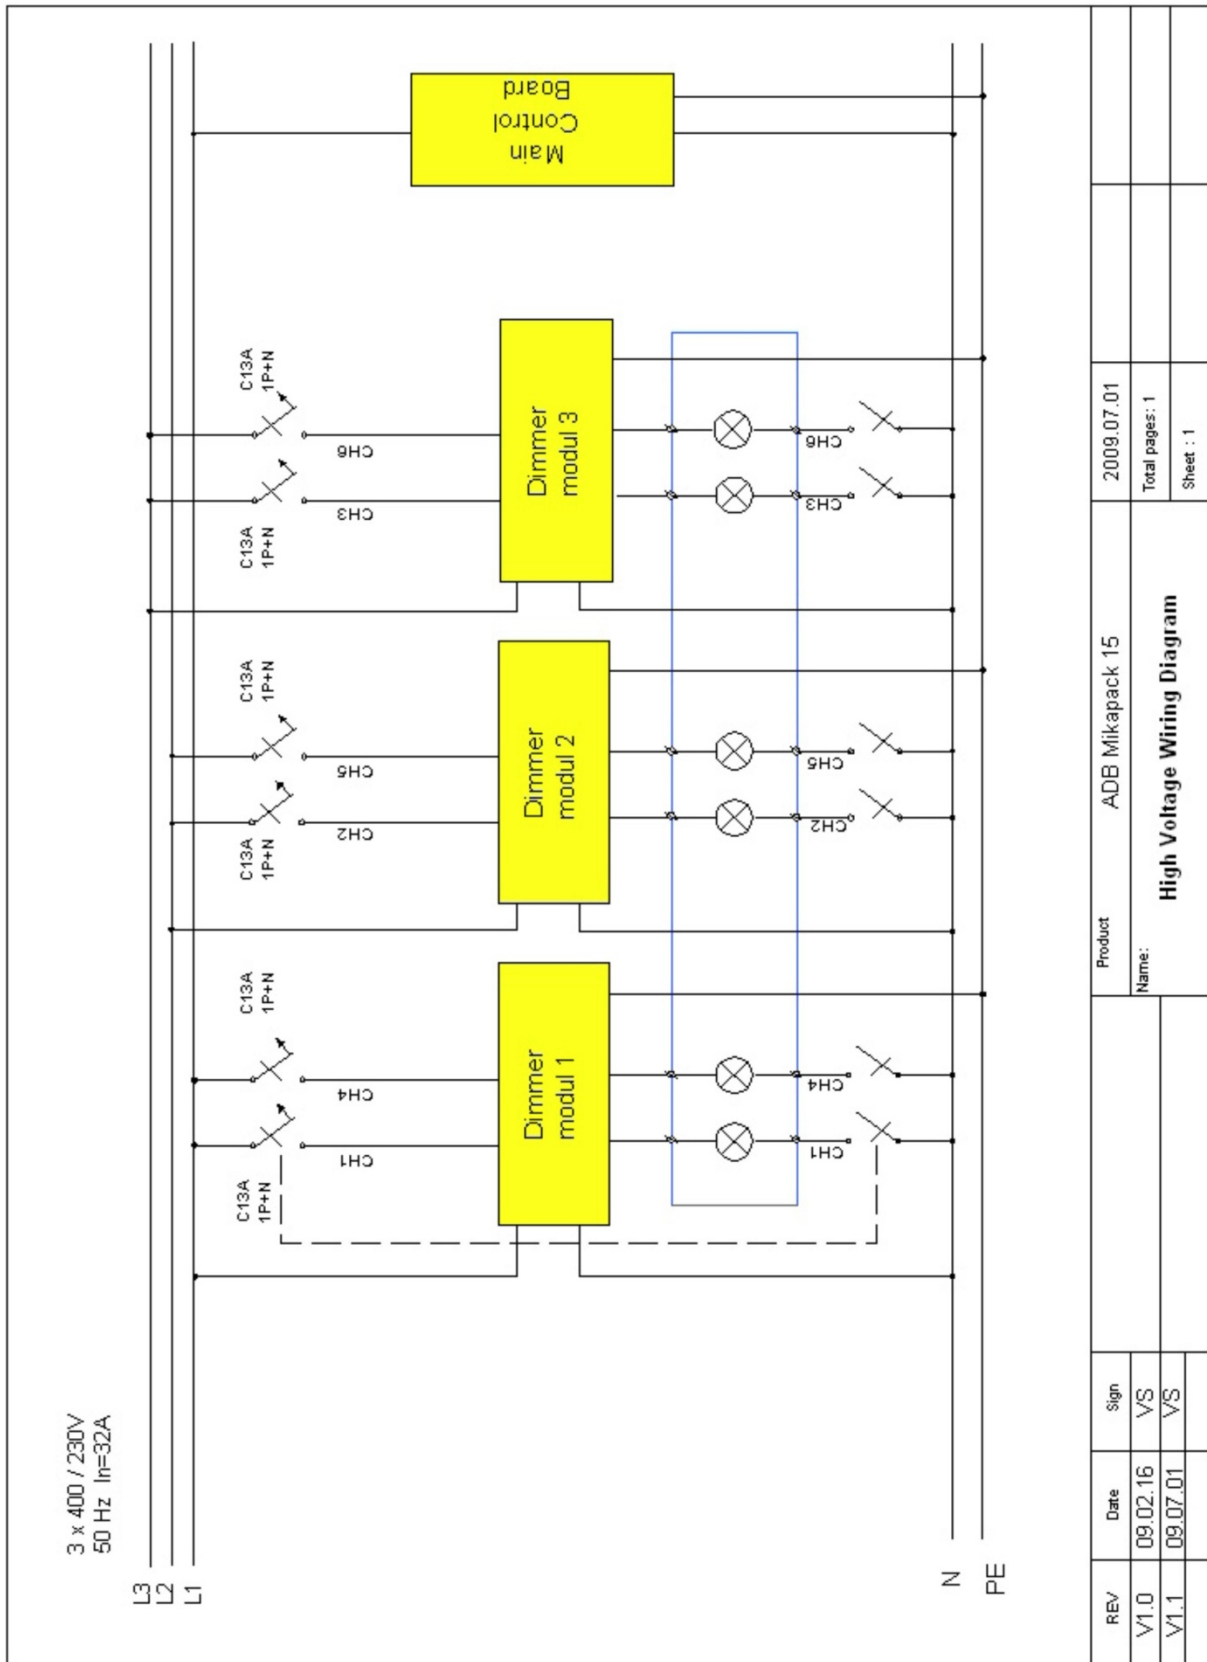 3 x 400 / 230V
50 Hz In=32A
L3
L2
L1
C13A
1P+N
C13A
1P+N
C13A
1P+N
C13A
1P+N
C13A
1P+N
C13A
1P+N
CH1
CH4
CH2
CH5
CH3
CH6
Main
Control
Board
Dimmer
modul 1
Dimmer
modul 2
Dimmer
modul 3
CH1
CH4
CH2
CH5
CH3
CH6
N
PE
REV Date Sign
V1.0 09.02.16 VS
V1.1 09.07.01 VS
Product ADB Mikapack 15
Name:
High Voltage Wiring Diagram
2009.07.01
Total pages: 1
Sheet : 1